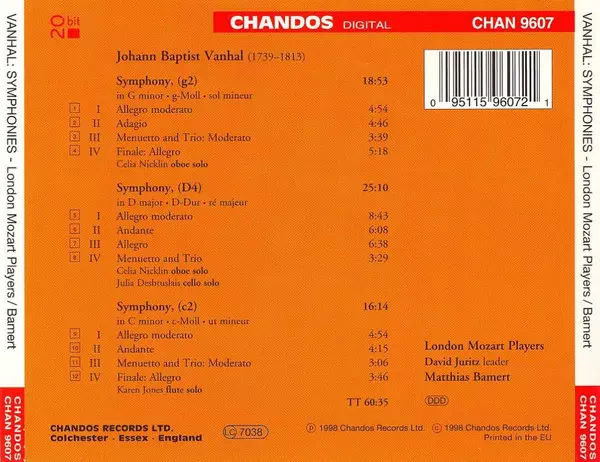 VANHAL: SYMPHONIES - London Mozart Players / Bamert
CHANDOS
CHAN 9607
20 bit
CHANDOS DIGITAL
CHAN 9607
0 95115 96072 1
Johann Baptist Vanhal (1739–1813)
Symphony, (g2) 18:53
in G minor · g-Moll · sol mineur
1 I Allegro moderato 4:54
2 II Adagio 4:46
3 III Menuetto and Trio: Moderato 3:39
4 IV Finale: Allegro 5:18
Celia Nicklin oboe solo
Symphony, (D4) 25:10
in D major · D-Dur · ré majeur
5 I Allegro moderato 8:43
6 II Andante 6:08
7 III Allegro 6:38
8 IV Menuetto and Trio 3:29
Celia Nicklin oboe solo
Julia Desbruslais cello solo
Symphony, (c2) 16:14
in C minor · c-Moll · ut mineur
9 I Allegro moderato 4:54
10 II Andante 4:15
11 III Menuetto and Trio: Moderato 3:06
12 IV Finale: Allegro 3:46
Karen Jones flute solo
TT 60:35
London Mozart Players
David Juritz leader
Matthias Bamert
DDD
CHANDOS RECORDS LTD.
Colchester · Essex · England
LC 7038
℗ 1998 Chandos Records Ltd. © 1998 Chandos Records Ltd.
Printed in the EU
VANHAL: SYMPHONIES - London Mozart Players / Bamert
CHANDOS
CHAN 9607